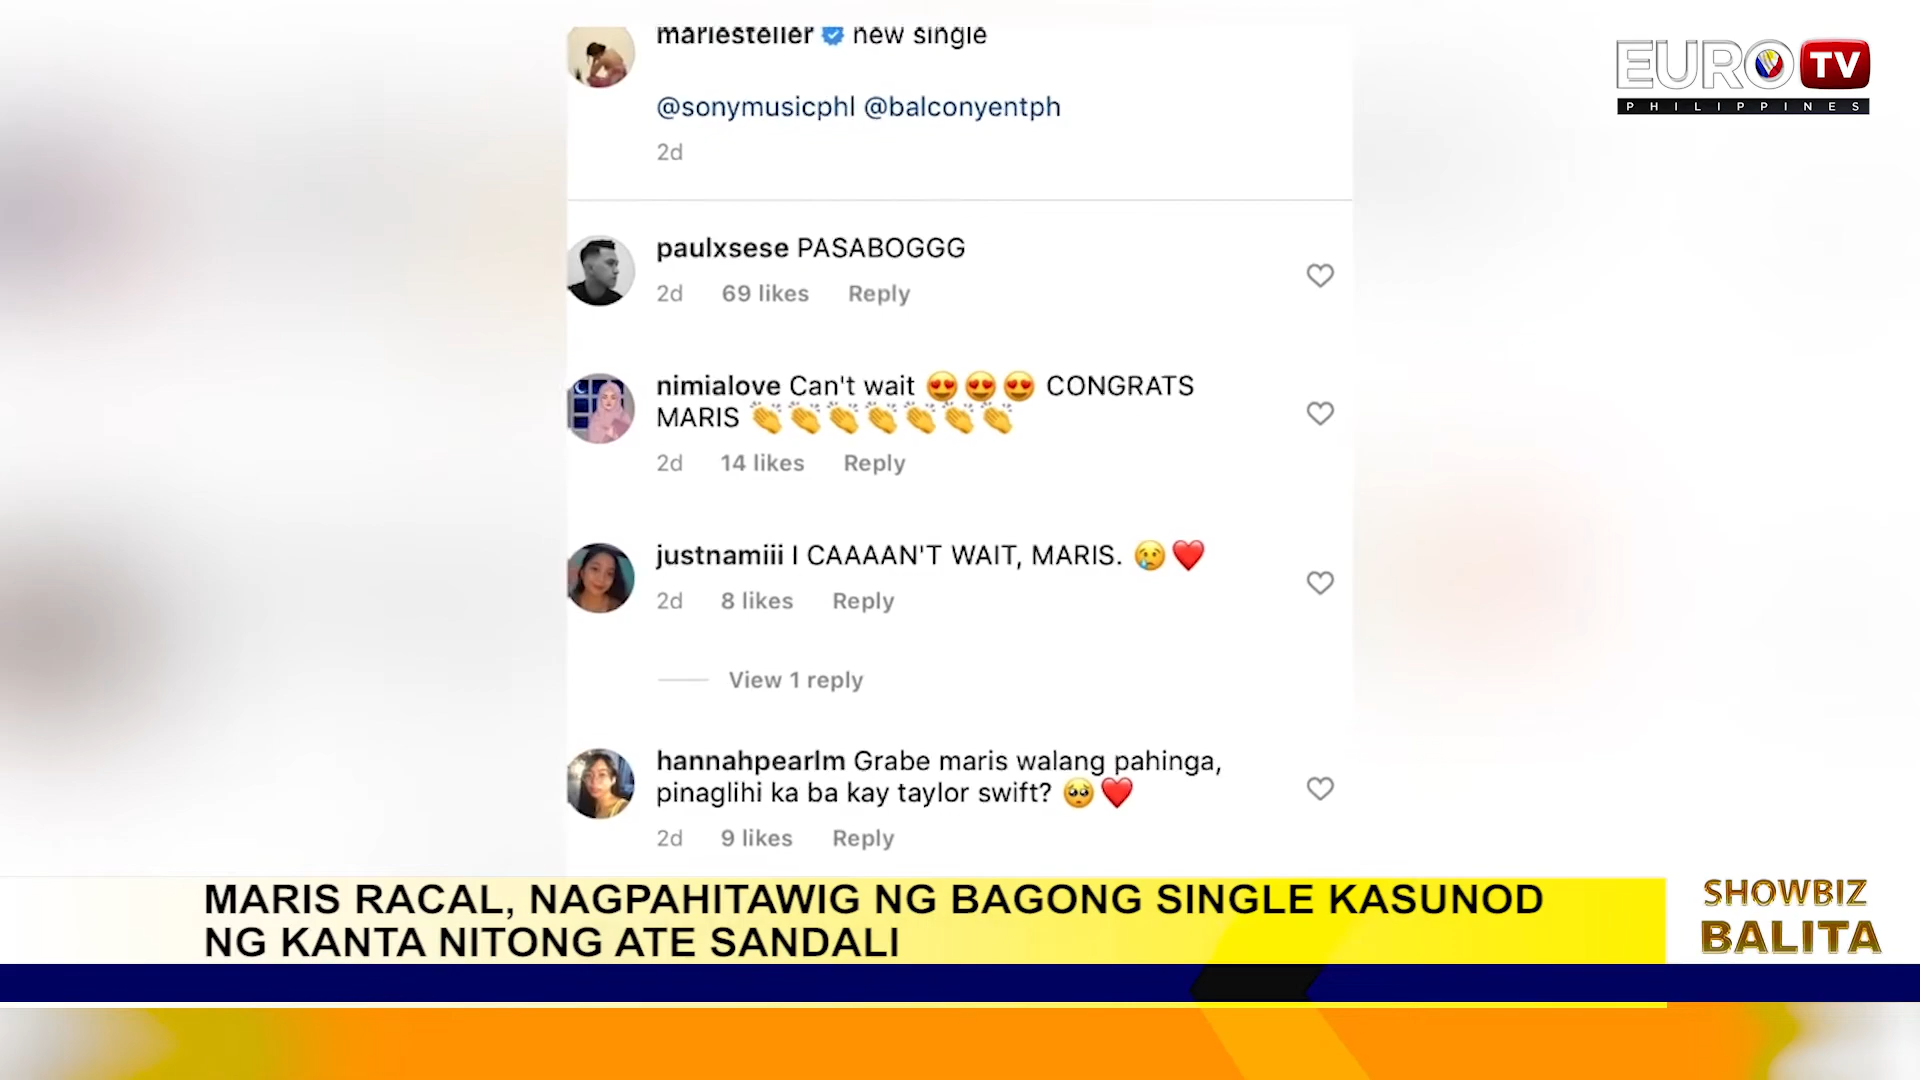 mariesteller new single
@sonymusicphl @balconyentph
2d
paulxsese PASABOGGG
2d 69 likes Reply
nimialove Can't wait 😍😍😍 CONGRATS
MARIS 👏👏👏👏👏👏👏
2d 14 likes Reply
justnamiii I CAAAAN'T WAIT, MARIS. 😢❤️
2d 8 likes Reply
View 1 reply
hannahpearlm Grabe maris walang pahinga,
pinaglihi ka ba kay taylor swift? 🥺❤️
2d 9 likes Reply
EURO TV
PHILIPPINES
MARIS RACAL, NAGPAHITAWIG NG BAGONG SINGLE KASUNOD
NG KANTA NITONG ATE SANDALI
SHOWBIZ
BALITA